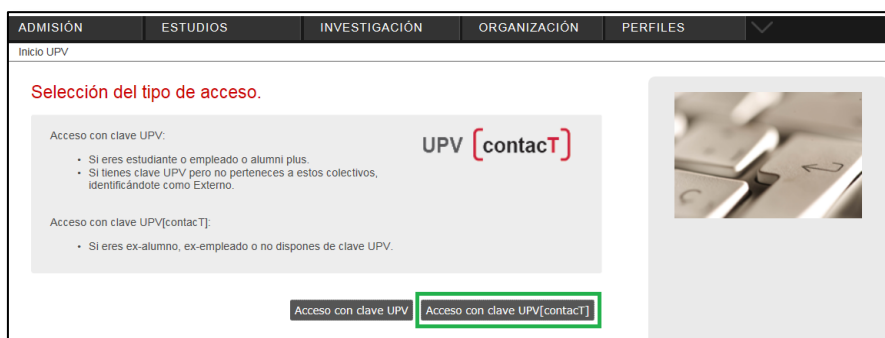 ADMISIÓN ESTUDIOS INVESTIGACIÓN ORGANIZACIÓN PERFILES
Inicio UPV
Selección del tipo de acceso.
Acceso con clave UPV:
UPV [contacT]
• Si eres estudiante o empleado o alumni plus.
• Si tienes clave UPV pero no perteneces a estos colectivos,
identificándote como Externo.
Acceso con clave UPV[contacT]:
• Si eres ex-alumno, ex-empleado o no dispones de clave UPV.
Acceso con clave UPV Acceso con clave UPV[contacT]